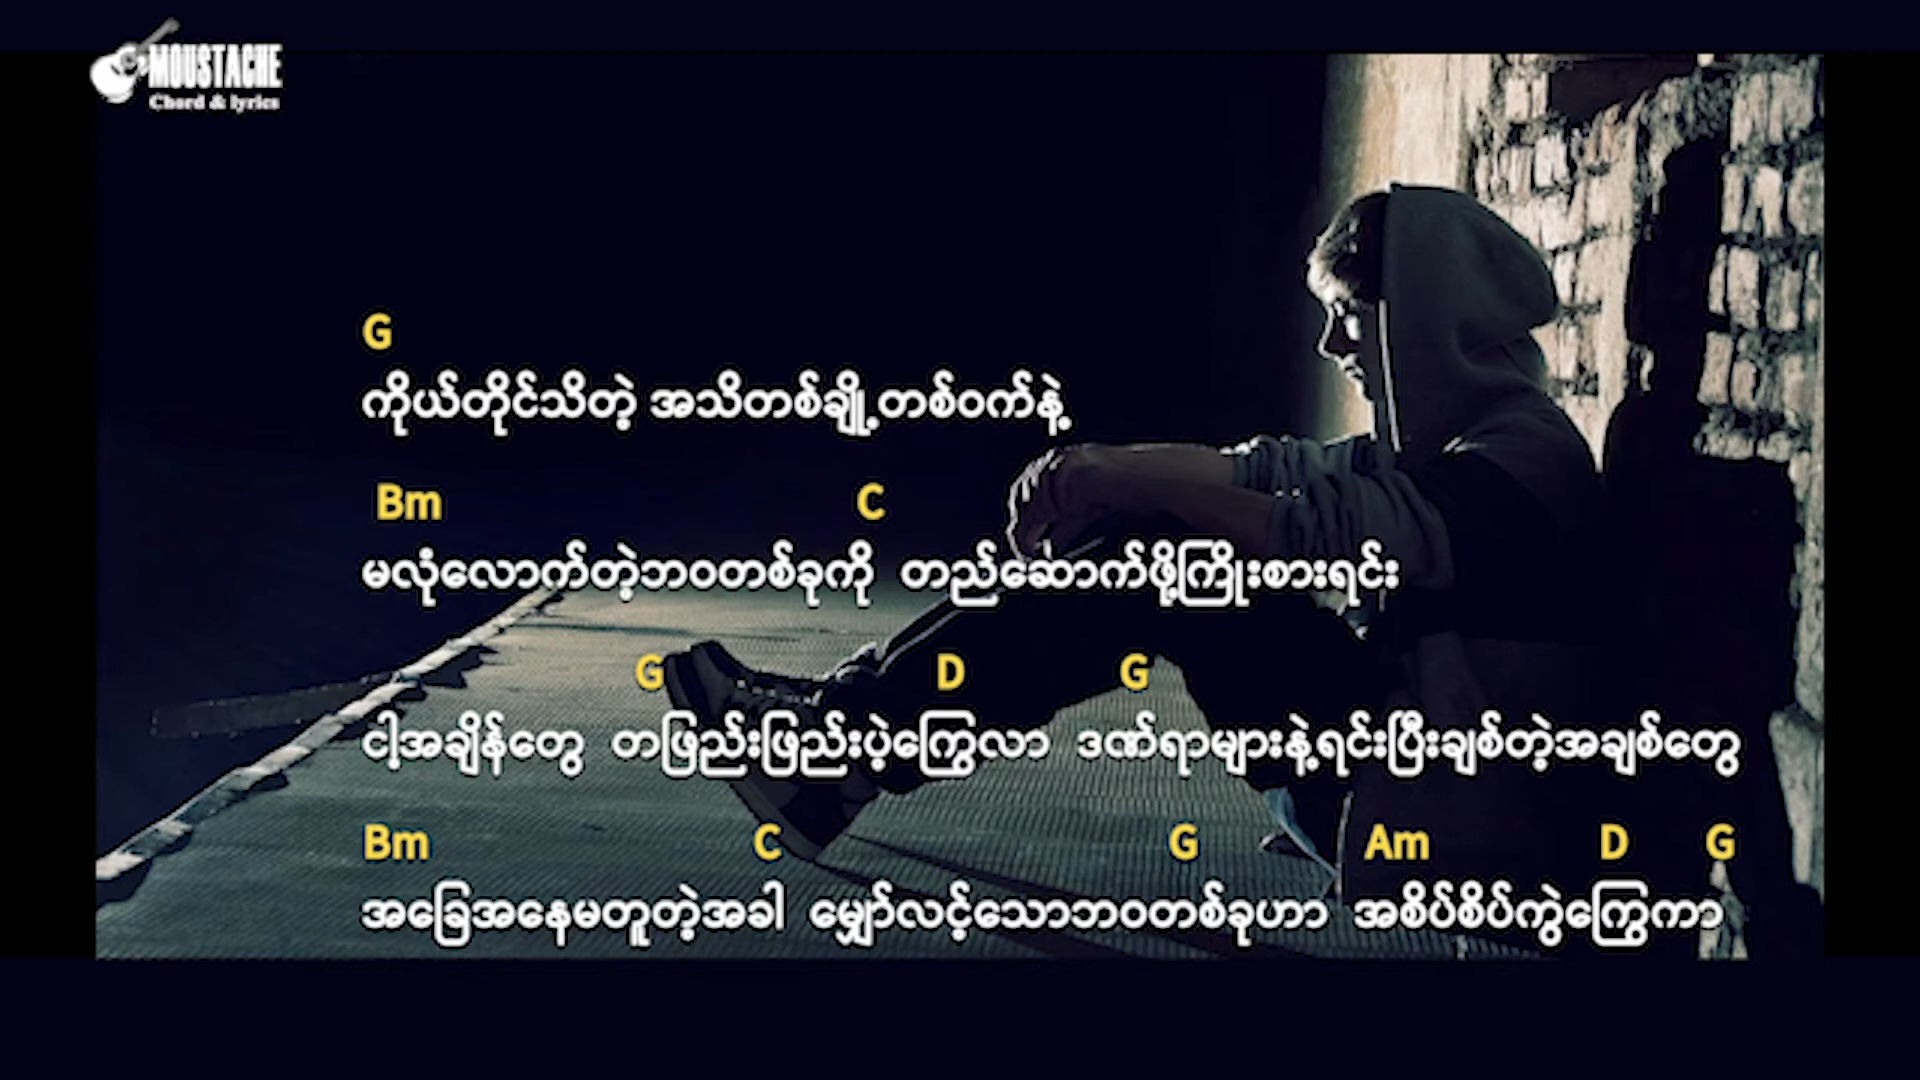 MOUSTACHE
Chord & lyrics
G
ကိုယ်တိုင်သိတဲ့ အသိတစ်ချို့တစ်ဝက်နဲ့
Bm C
မလုံလောက်တဲ့ဘဝတစ်ခုကို တည်ဆောက်ဖို့ကြိုးစားရင်း
G D G
ငါ့အချိန်တွေ တဖြည်းဖြည်းပဲ့ကြွေလာ ဒဏ်ရာများနဲ့ရင်းပြီးချစ်တဲ့အချစ်တွေ
Bm C G Am D G
အခြေအနေမတူတဲ့အခါ မျှော်လင့်သောဘဝတစ်ခုဟာ အစိပ်စိပ်ကွဲကြွေကာ